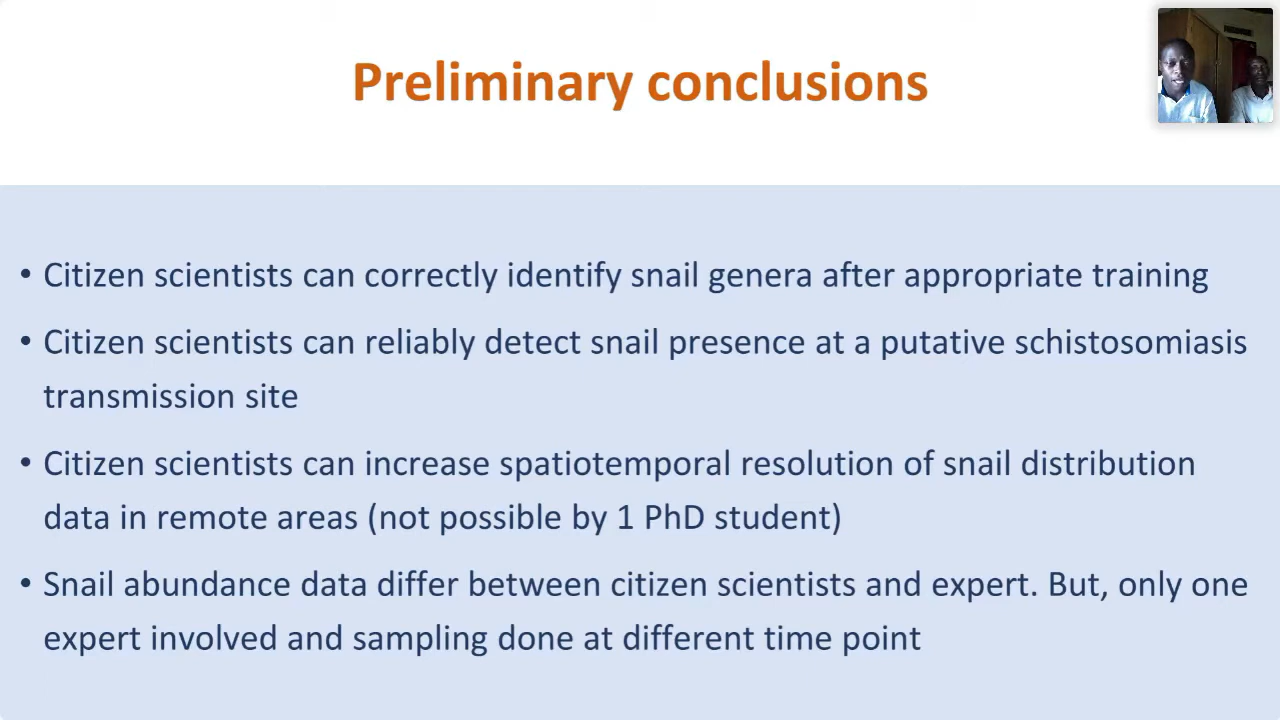 Preliminary conclusions
• Citizen scientists can correctly identify snail genera after appropriate training
• Citizen scientists can reliably detect snail presence at a putative schistosomiasis
transmission site
• Citizen scientists can increase spatiotemporal resolution of snail distribution
data in remote areas (not possible by 1 PhD student)
• Snail abundance data differ between citizen scientists and expert. But, only one
expert involved and sampling done at different time point